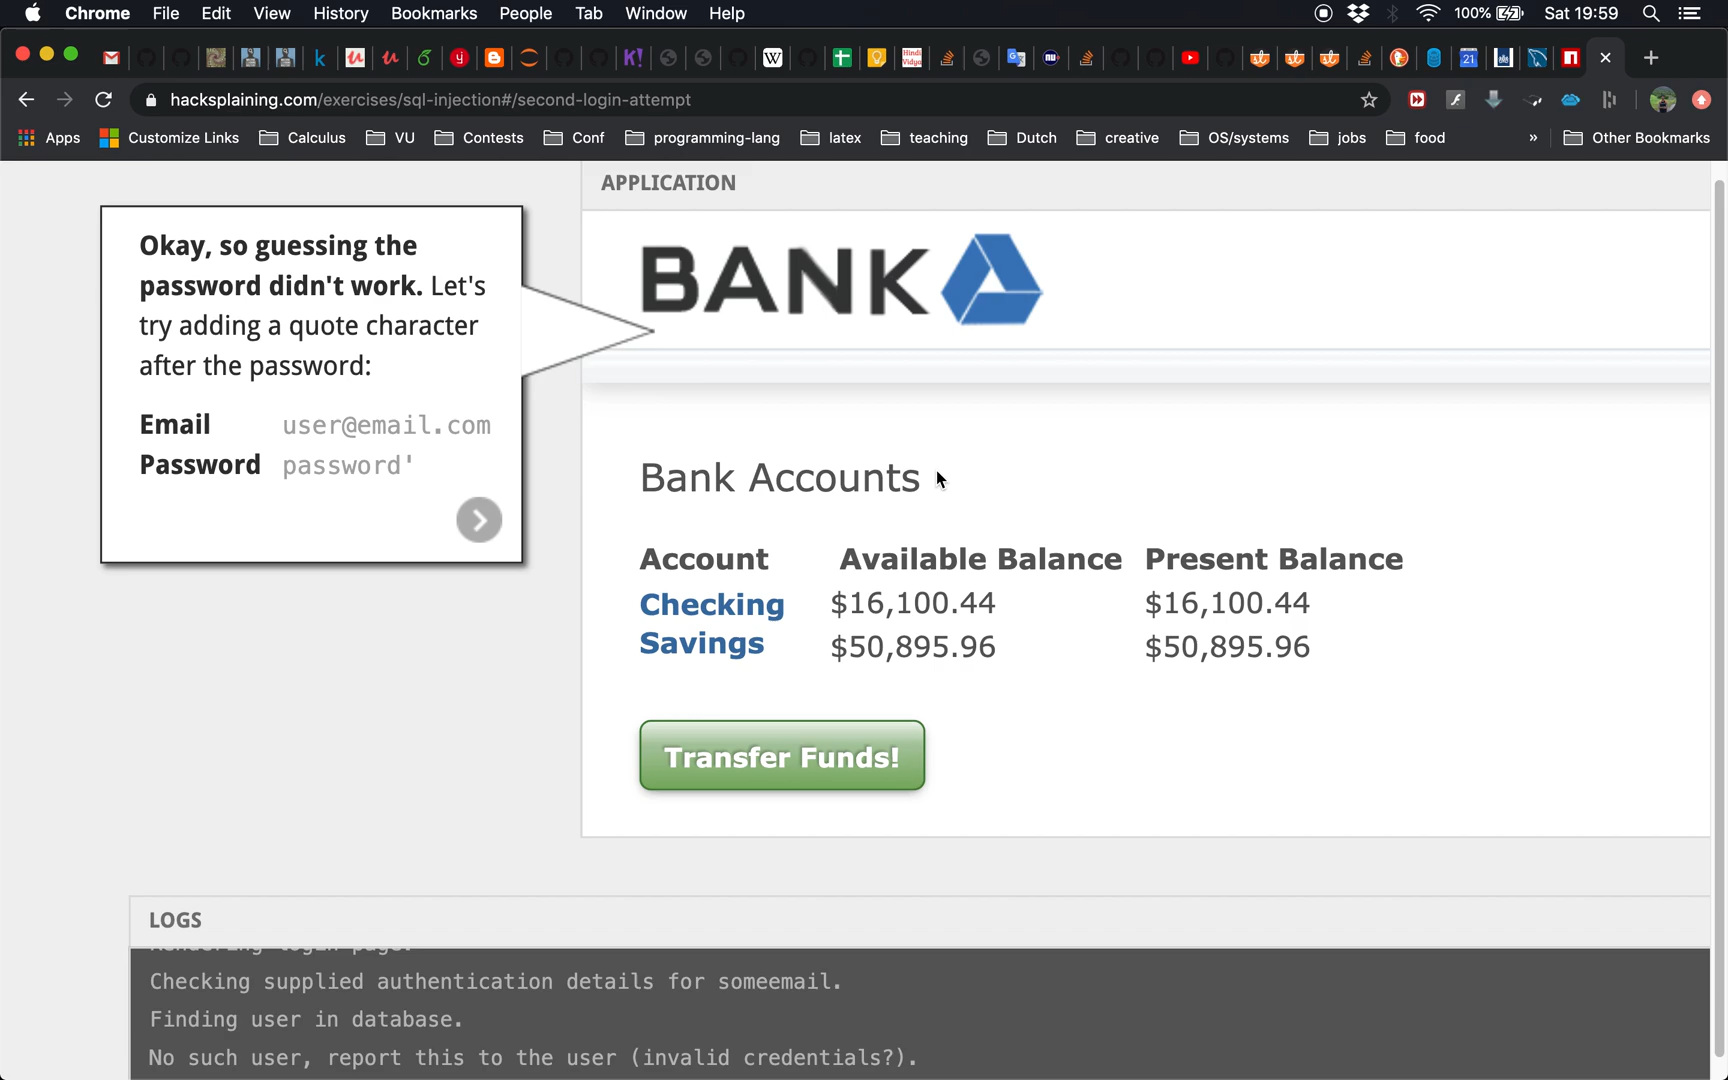 Chrome File Edit View History Bookmarks People Tab Window Help 100% Sat 19:59
hacksplaining.com/exercises/sql-injection#/second-login-attempt
Apps Customize Links Calculus VU Contests Conf programming-lang latex teaching Dutch creative OS/systems jobs food » Other Bookmarks
APPLICATION
Okay, so guessing the
password didn't work. Let's
try adding a quote character
after the password:
Email user@email.com
Password password'
BANK
Bank Accounts
Account Available Balance Present Balance
Checking $16,100.44 $16,100.44
Savings $50,895.96 $50,895.96
Transfer Funds!
LOGS
Rendering login page.
Checking supplied authentication details for someemail.
Finding user in database.
No such user, report this to the user (invalid credentials?).